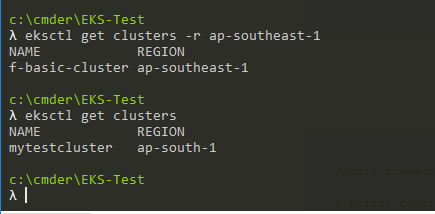 c:\cmder\EKS-Test
λ eksctl get clusters -r ap-southeast-1
NAME REGION
f-basic-cluster ap-southeast-1
c:\cmder\EKS-Test
λ eksctl get clusters
NAME REGION
mytestcluster ap-south-1
c:\cmder\EKS-Test
λ